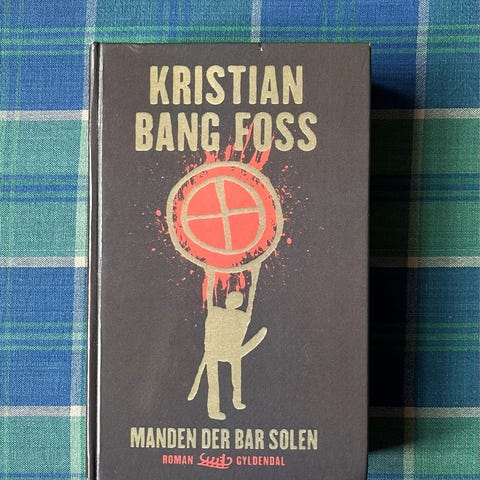 KRISTIAN
BANG FOSS
MANDEN DER BAR SOLEN
ROMAN GYLDENDAL